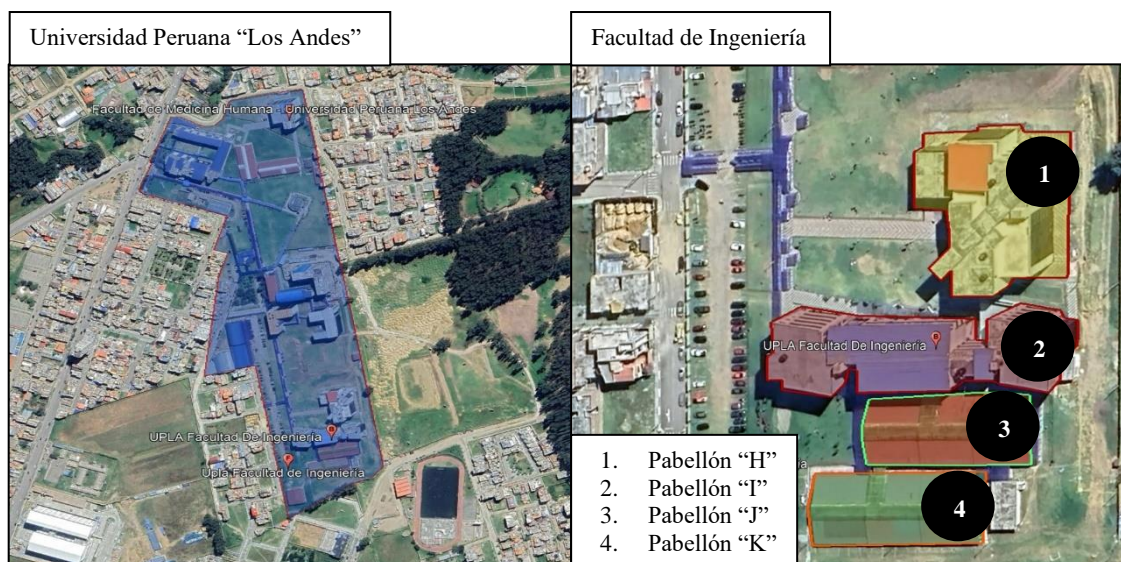 Universidad Peruana “Los Andes”
Facultad de Ingeniería
Facultad de Medicina Humana - Universidad Peruana Los Andes
UPLA Facultad De Ingeniería
Upla Facultad de Ingeniería
1
UPLA Facultad De Ingeniería
2
3
4
1. Pabellón “H”
2. Pabellón “I”
3. Pabellón “J”
4. Pabellón “K”